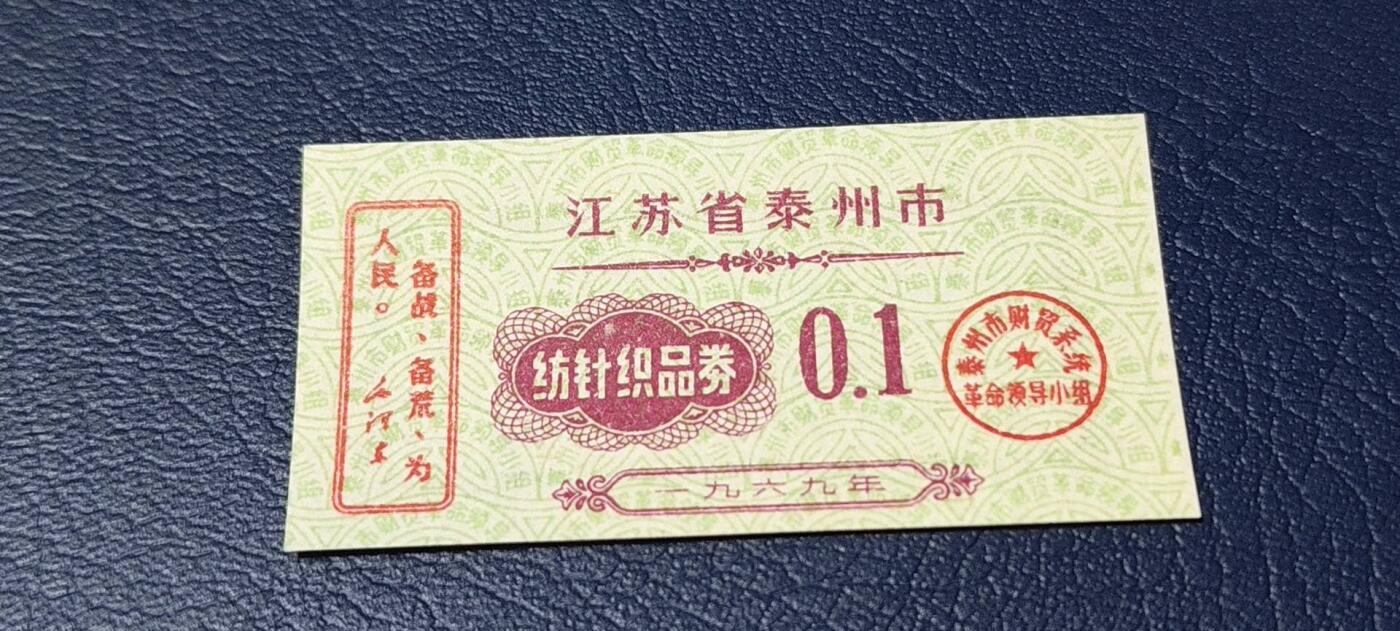 江苏省泰州市
备战、备荒、为
人民。
毛泽东
纺针织品券
0.1
泰州市财贸系统
革命领导小组
一九六九年